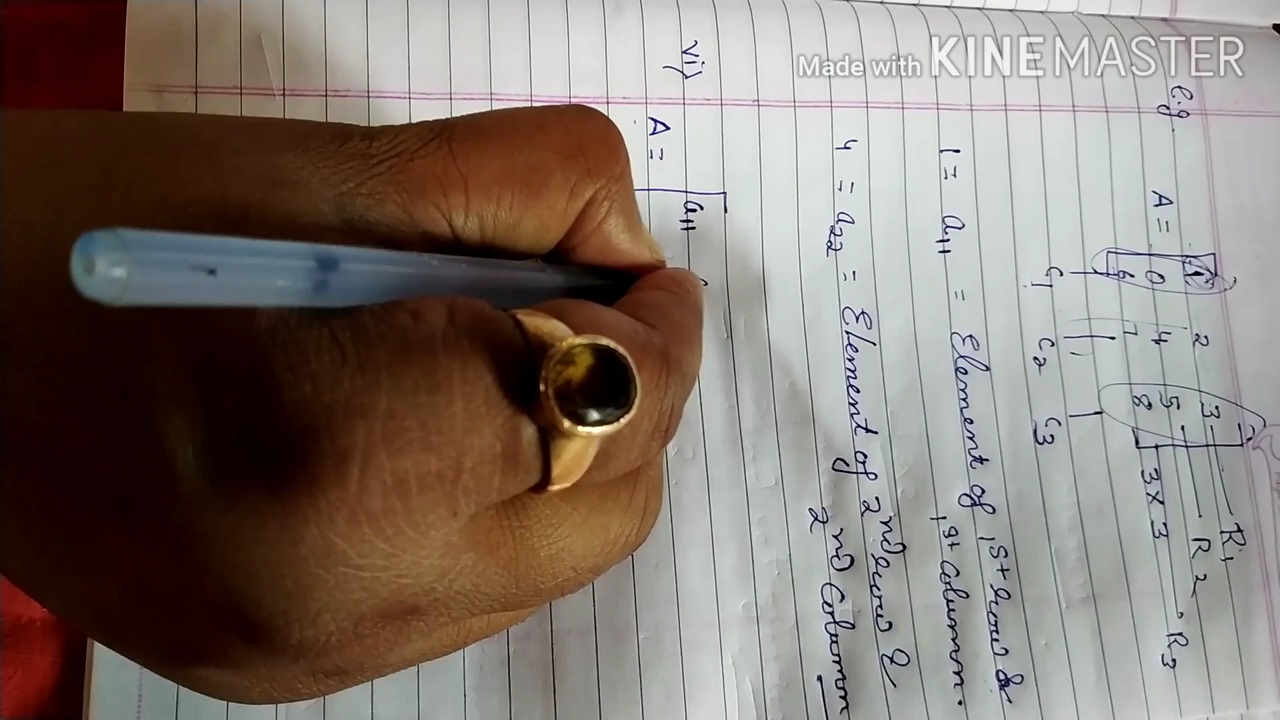 Made with KINEMASTER
e.g.
A = 1 2 3 R1
0 4 5 R2
6 7 8 3 x 3 R3
C1 C2 C3
1 = a11 = Element of 1st row &
1st Column.
4 = a22 = Element of 2nd row &
2nd Column
vi)
a11
A =